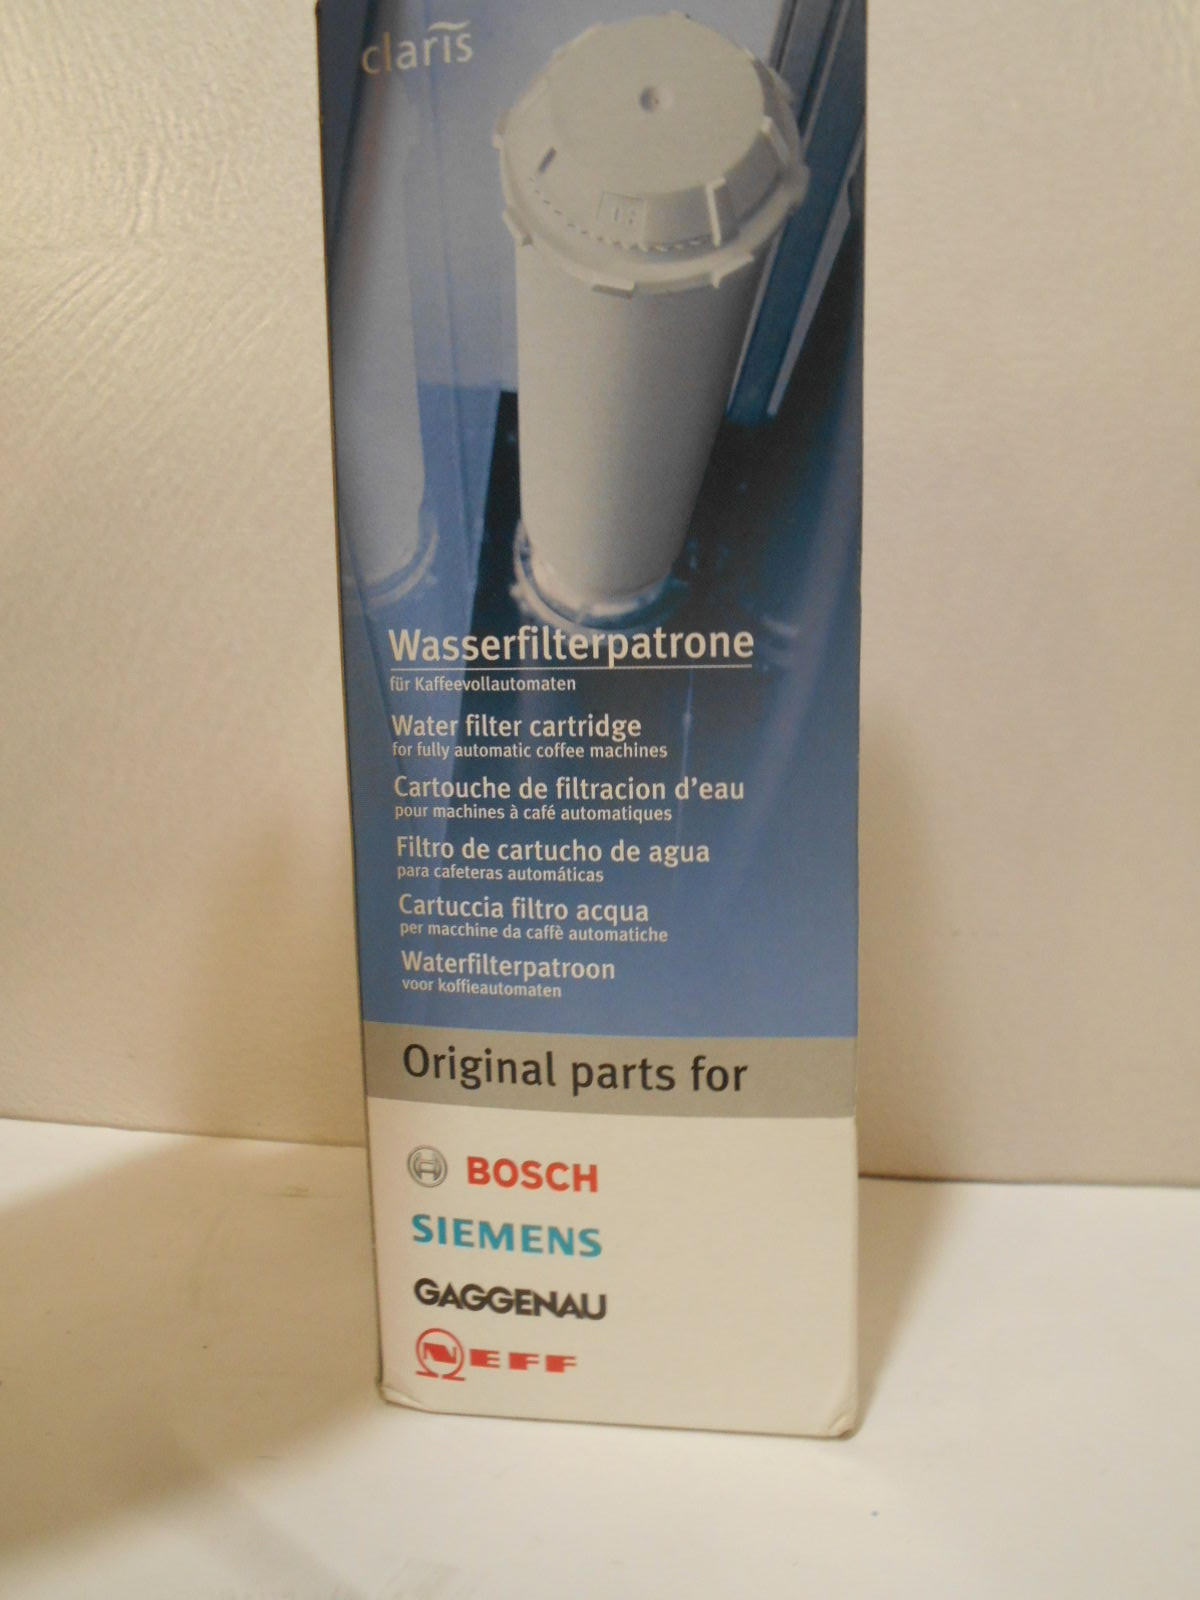 claris
Wasserfilterpatrone
für Kaffeevollautomaten
Water filter cartridge
for fully automatic coffee machines
Cartouche de filtracion d'eau
pour machines à café automatiques
Filtro de cartucho de agua
para cafeteras automáticas
Cartuccia filtro acqua
per macchine da caffè automatiche
Waterfilterpatroon
voor koffieautomaten
Original parts for
BOSCH
SIEMENS
GAGGENAU
NEFF